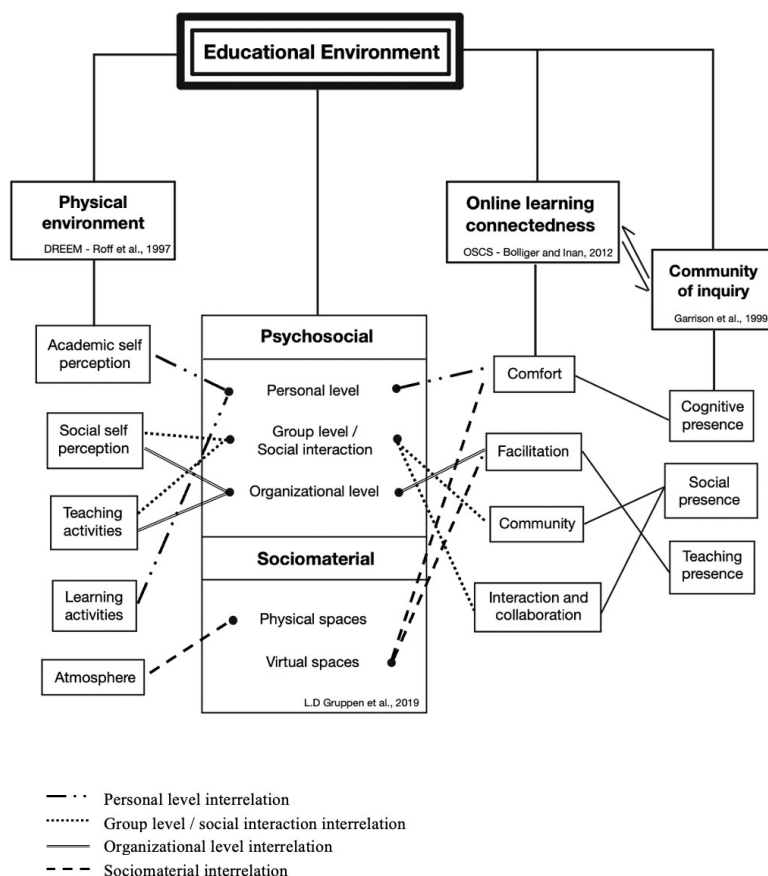 Educational Environment
Physical
environment
DREEM - Roff et al., 1997
Online learning
connectedness
OSCS - Bolliger and Inan, 2012
Community
of inquiry
Garrison et al., 1999
Academic self
perception
Social self
perception
Teaching
activities
Learning
activities
Atmosphere
Psychosocial
Personal level
Group level /
Social interaction
Organizational level
Sociomaterial
Physical spaces
Virtual spaces
L.D Gruppen et al., 2019
Comfort
Facilitation
Community
Interaction and
collaboration
Cognitive
presence
Social
presence
Teaching
presence
Personal level interrelation
Group level / social interaction interrelation
Organizational level interrelation
Sociomaterial interrelation